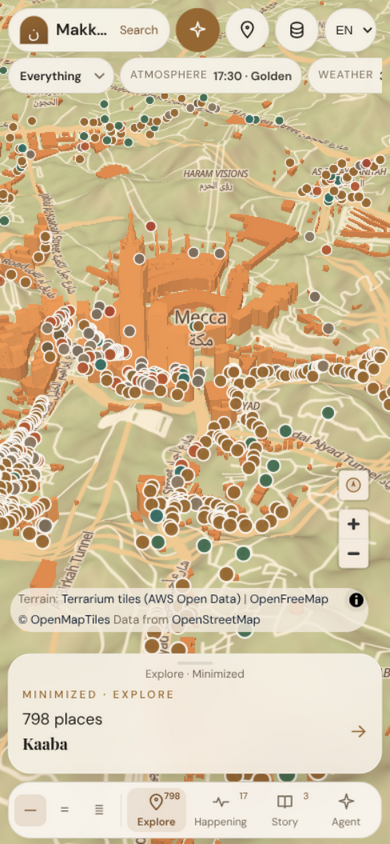 ن Makk... Search EN
Everything ATMOSPHERE 17:30 · Golden WEATHER
الحجون
HARAM VISIONS
رؤى الحرم
Mecca
مكة
Terrain: Terrarium tiles (AWS Open Data) | OpenFreeMap
© OpenMapTiles Data from OpenStreetMap
Explore · Minimized
MINIMIZED · EXPLORE
798 places
Kaaba
798 17 3
Explore Happening Story Agent